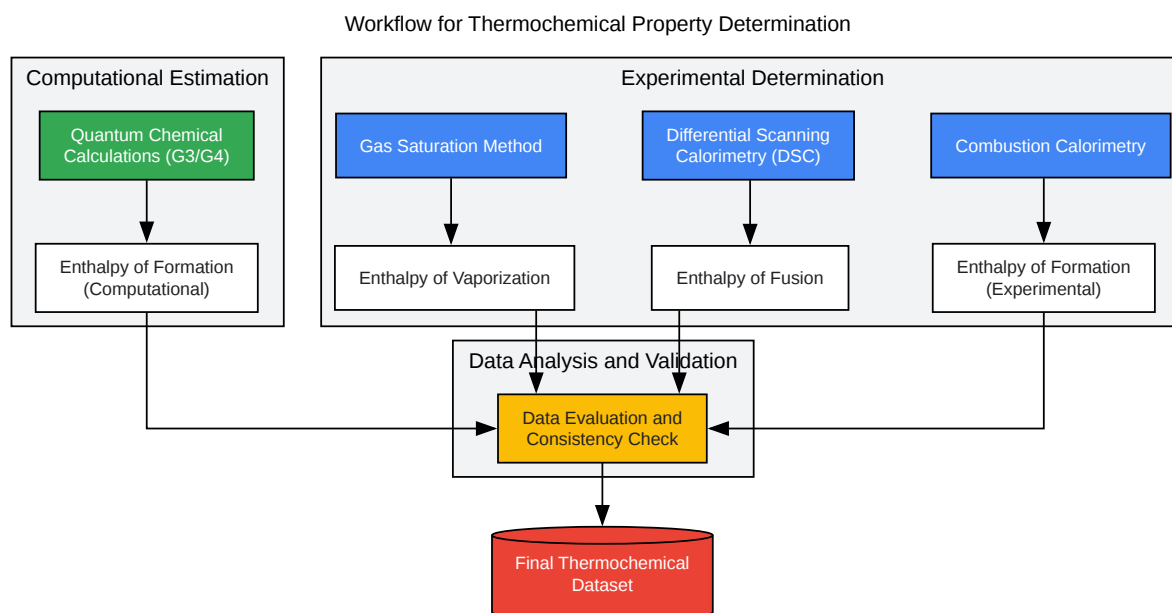 Workflow for Thermochemical Property Determination
Computational Estimation
Experimental Determination
Quantum Chemical
Calculations (G3/G4)
Gas Saturation Method
Differential Scanning
Calorimetry (DSC)
Combustion Calorimetry
Enthalpy of Formation
(Computational)
Enthalpy of Vaporization
Enthalpy of Fusion
Enthalpy of Formation
(Experimental)
Data Analysis and Validation
Data Evaluation and
Consistency Check
Final Thermochemical
Dataset